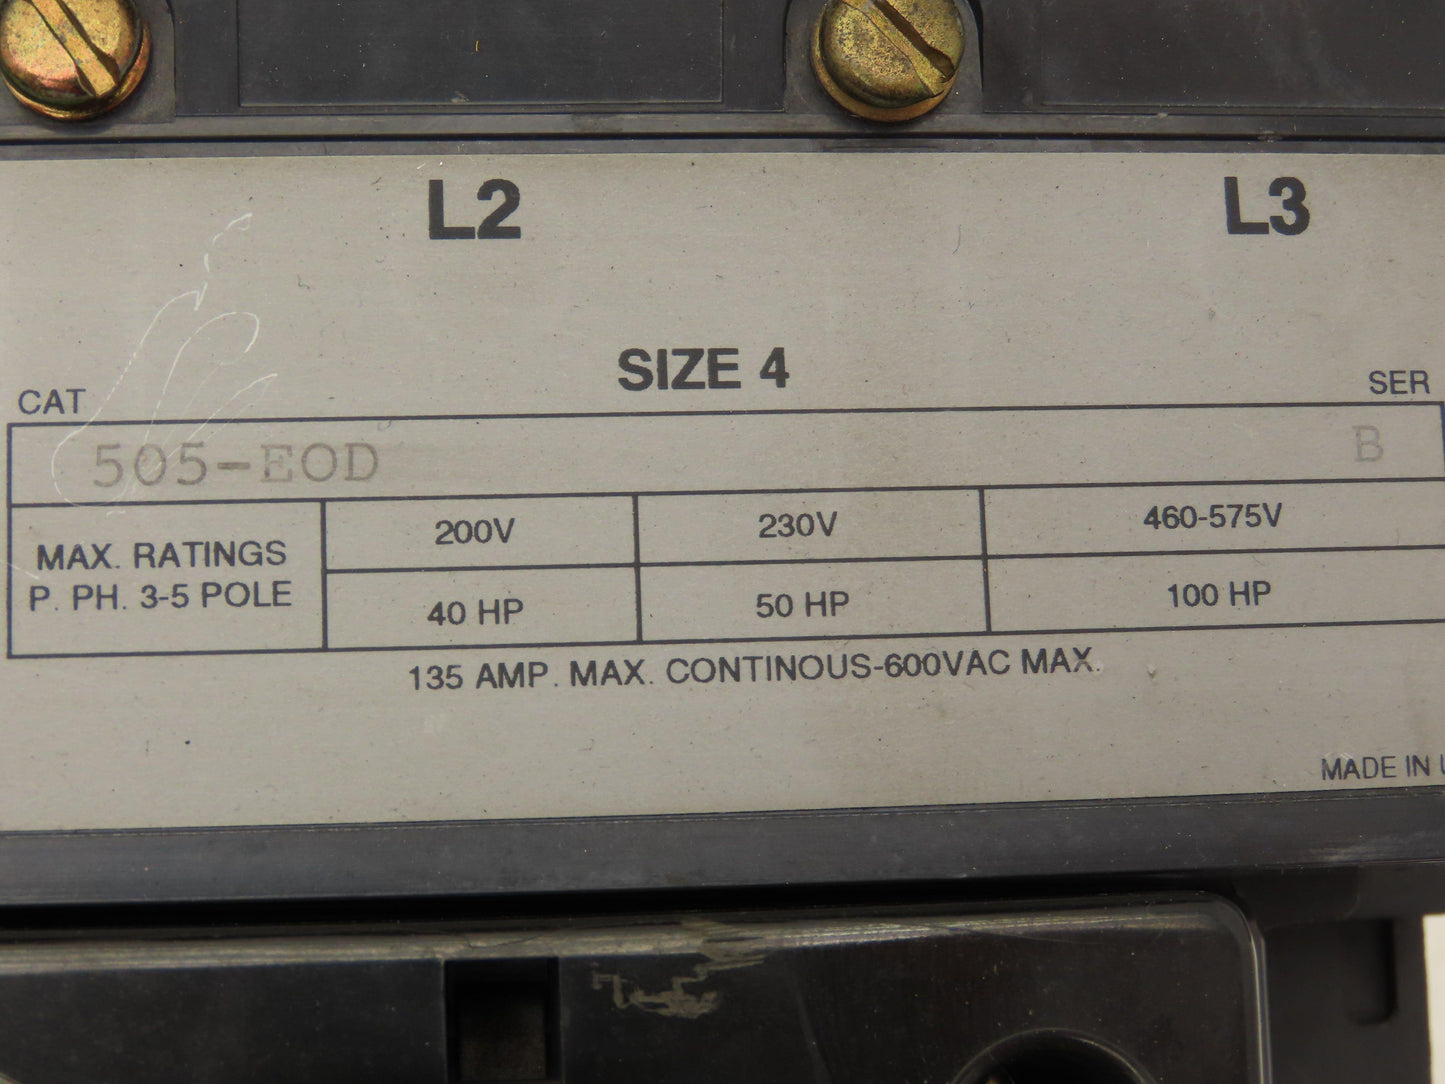 L2 L3
SIZE 4
CAT SER
505-EOD B
MAX. RATINGS 200V 230V 460-575V
P. PH. 3-5 POLE 40 HP 50 HP 100 HP
135 AMP. MAX. CONTINOUS-600VAC MAX.
MADE IN